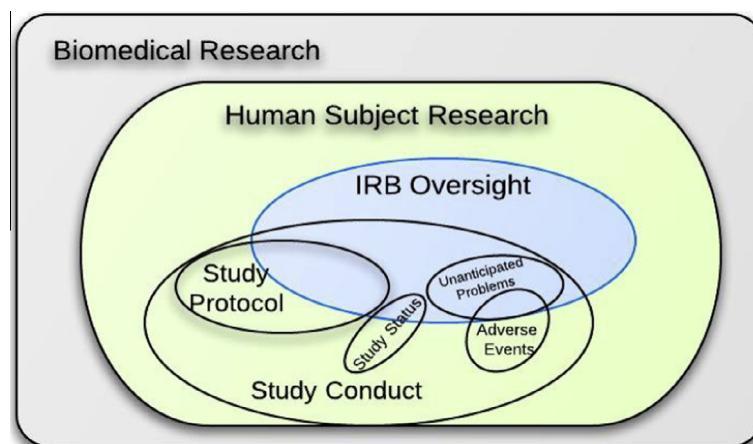 Biomedical Research
Human Subject Research
IRB Oversight
Study
Protocol
Unanticipated
Problems
Study Status
Adverse
Events
Study Conduct